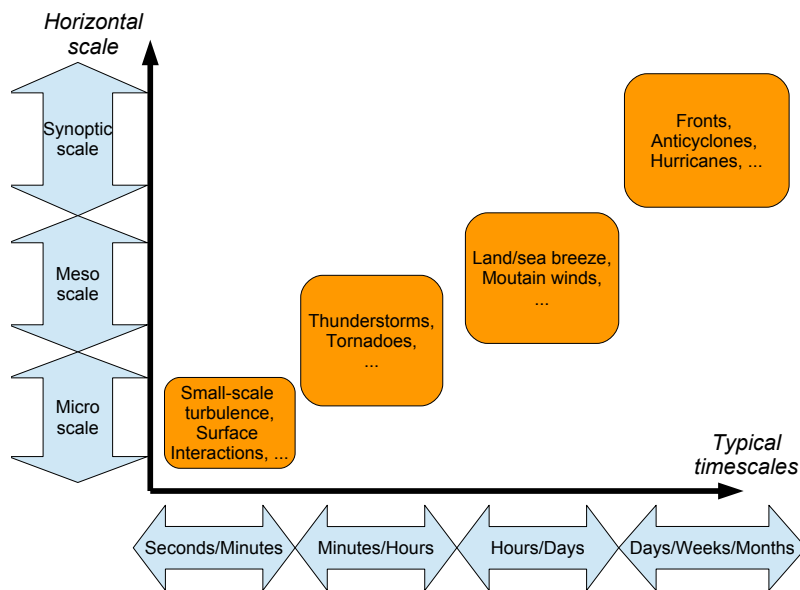 Horizontal
scale
Synoptic
scale
Meso
scale
Micro
scale
Fronts,
Anticyclones,
Hurricanes, ...
Land/sea breeze,
Moutain winds,
...
Thunderstorms,
Tornadoes,
...
Small-scale
turbulence,
Surface
Interactions, ...
Typical
timescales
Seconds/Minutes
Minutes/Hours
Hours/Days
Days/Weeks/Months